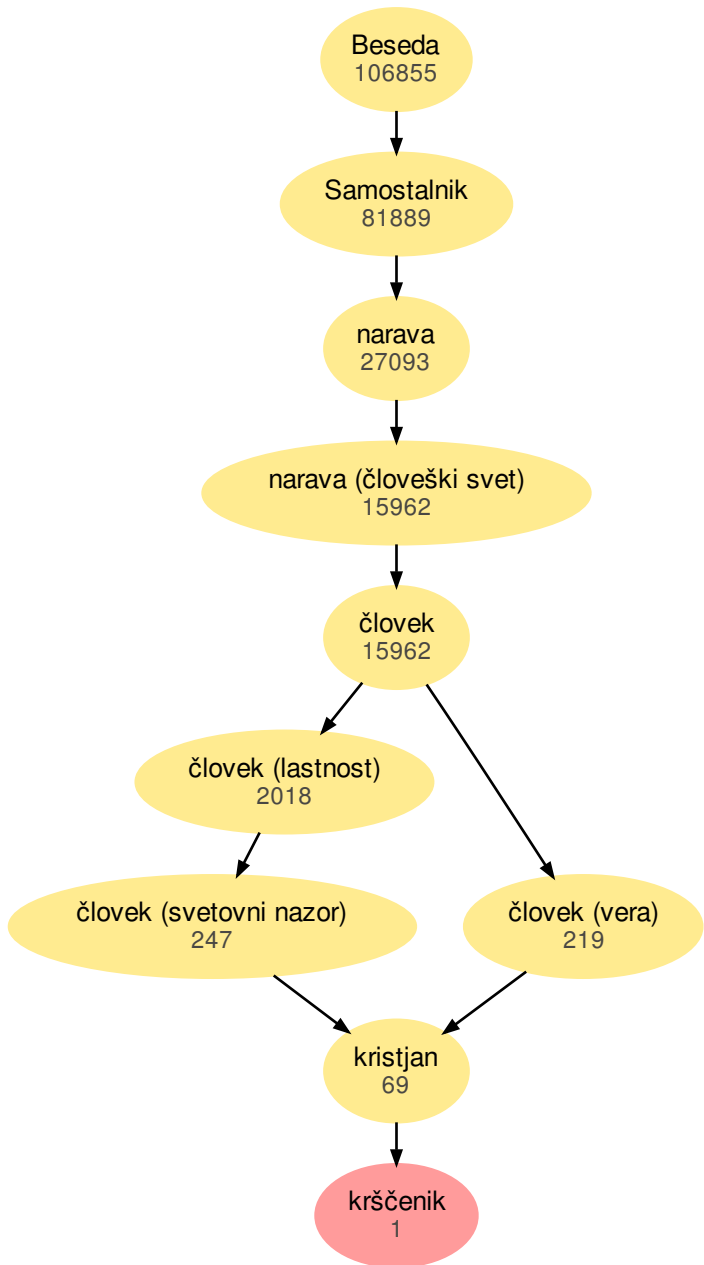 Beseda
106855
Samostalnik
81889
narava
27093
narava (človeški svet)
15962
človek
15962
človek (lastnost)
2018
človek (svetovni nazor)
247
človek (vera)
219
kristjan
69
krščenik
1